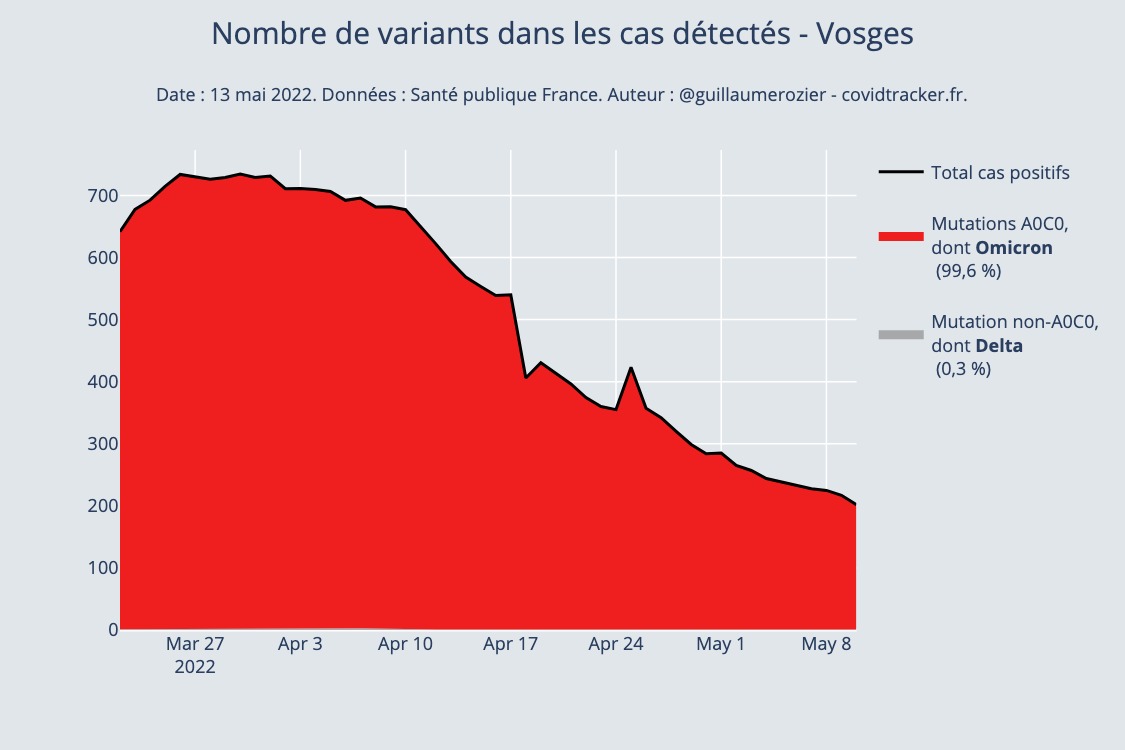 Nombre de variants dans les cas détectés - Vosges
Date : 13 mai 2022. Données : Santé publique France. Auteur : @guillaumerozier - covidtracker.fr.
Total cas positifs
Mutations A0C0,
dont Omicron
(99,6 %)
Mutation non-A0C0,
dont Delta
(0,3 %)
700
600
500
400
300
200
100
0
Mar 27
2022
Apr 3
Apr 10
Apr 17
Apr 24
May 1
May 8